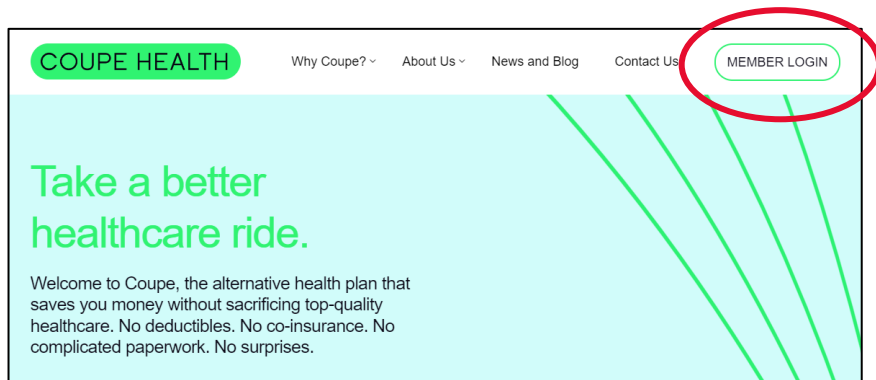 COUPE HEALTH
Why Coupe?
About Us
News and Blog
Contact Us
MEMBER LOGIN
Take a better
healthcare ride.
Welcome to Coupe, the alternative health plan that
saves you money without sacrificing top-quality
healthcare. No deductibles. No co-insurance. No
complicated paperwork. No surprises.